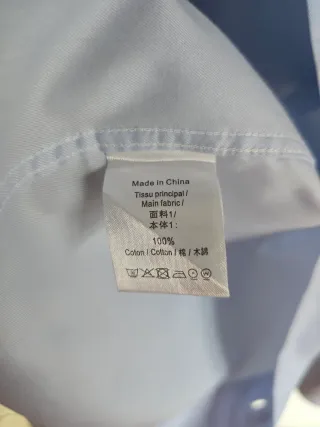 Made in China
Tissu principal /
Main fabric /
面料1/
本体1:
100%
Coton / Cotton / 棉 / 木綿